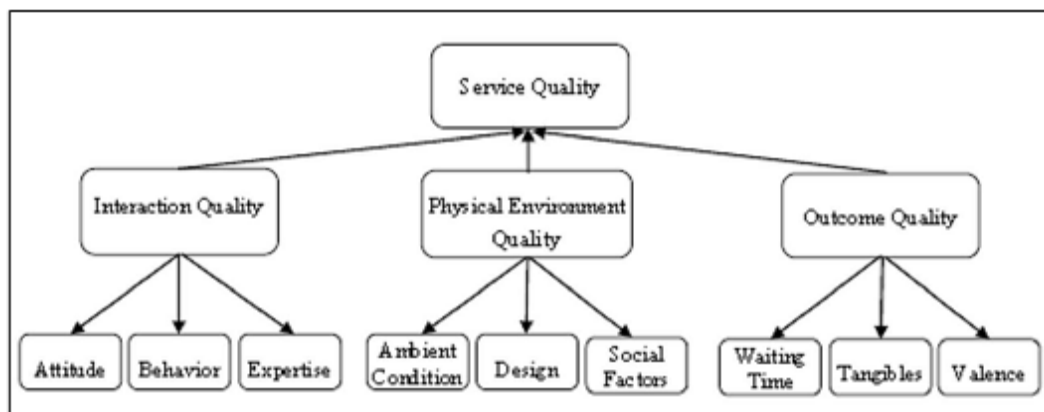 Service Quality
Interaction Quality
Physical Environment
Quality
Outcome Quality
Attitude
Behavior
Expertise
Ambient
Condition
Design
Social
Factors
Waiting
Time
Tangibles
Valence